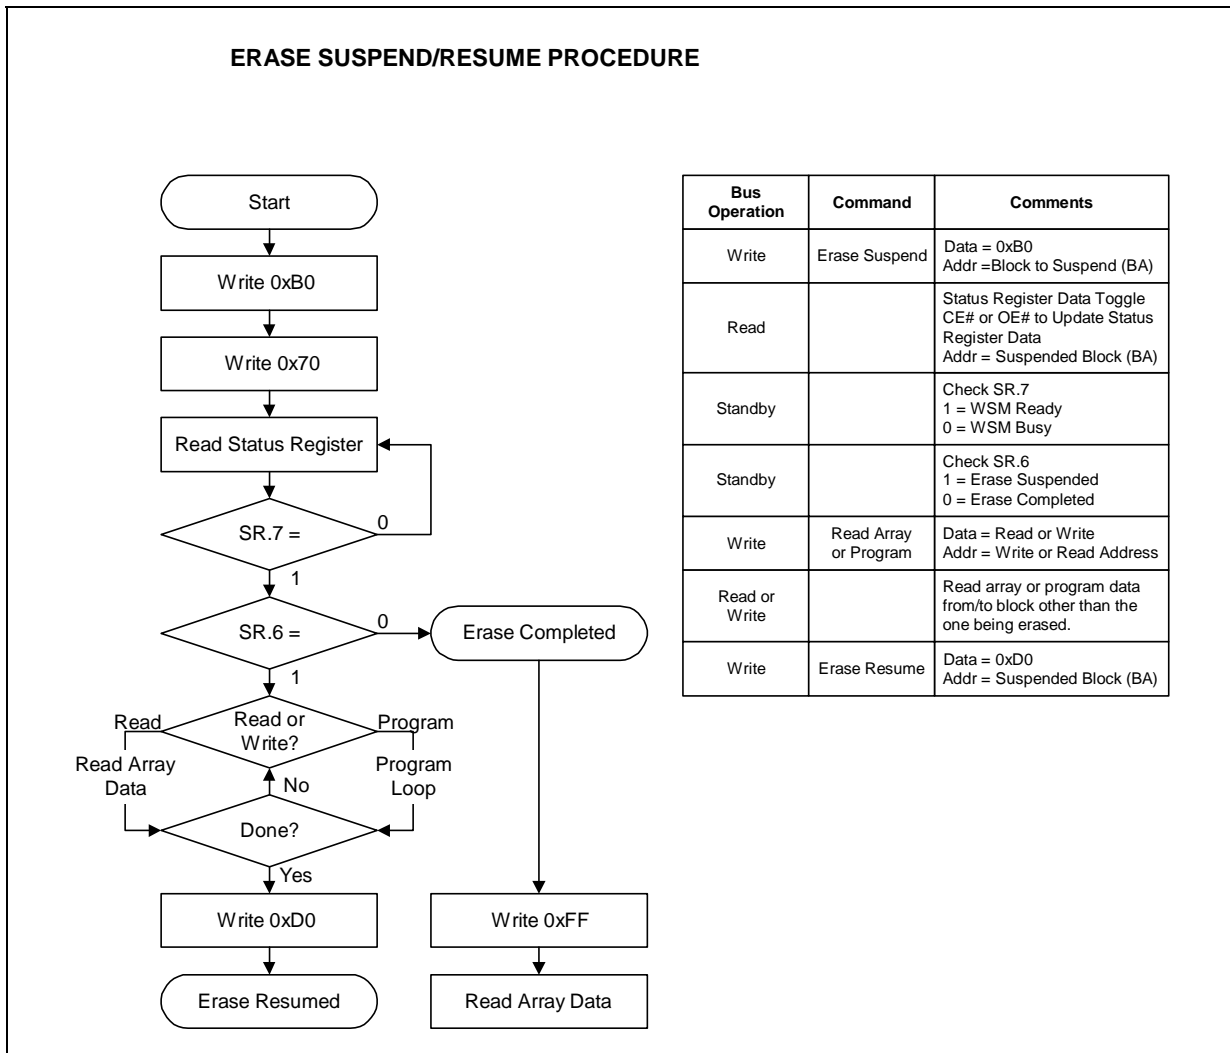 ERASE SUSPEND/RESUME PROCEDURE
Start
Write 0xB0
Write 0x70
Read Status Register
SR.7 =
0
1
SR.6 =
0
Erase Completed
1
Read
Read or
Write?
Program
Read Array
Data
Program
Loop
No
Done?
Yes
Write 0xD0
Write 0xFF
Erase Resumed
Read Array Data
Bus
Operation
Command
Comments
Write
Erase Suspend
Data = 0xB0
Addr =Block to Suspend (BA)
Read
Status Register Data Toggle
CE# or OE# to Update Status
Register Data
Addr = Suspended Block (BA)
Standby
Check SR.7
1 = WSM Ready
0 = WSM Busy
Standby
Check SR.6
1 = Erase Suspended
0 = Erase Completed
Write
Read Array
or Program
Data = Read or Write
Addr = Write or Read Address
Read or
Write
Read array or program data
from/to block other than the
one being erased.
Write
Erase Resume
Data = 0xD0
Addr = Suspended Block (BA)